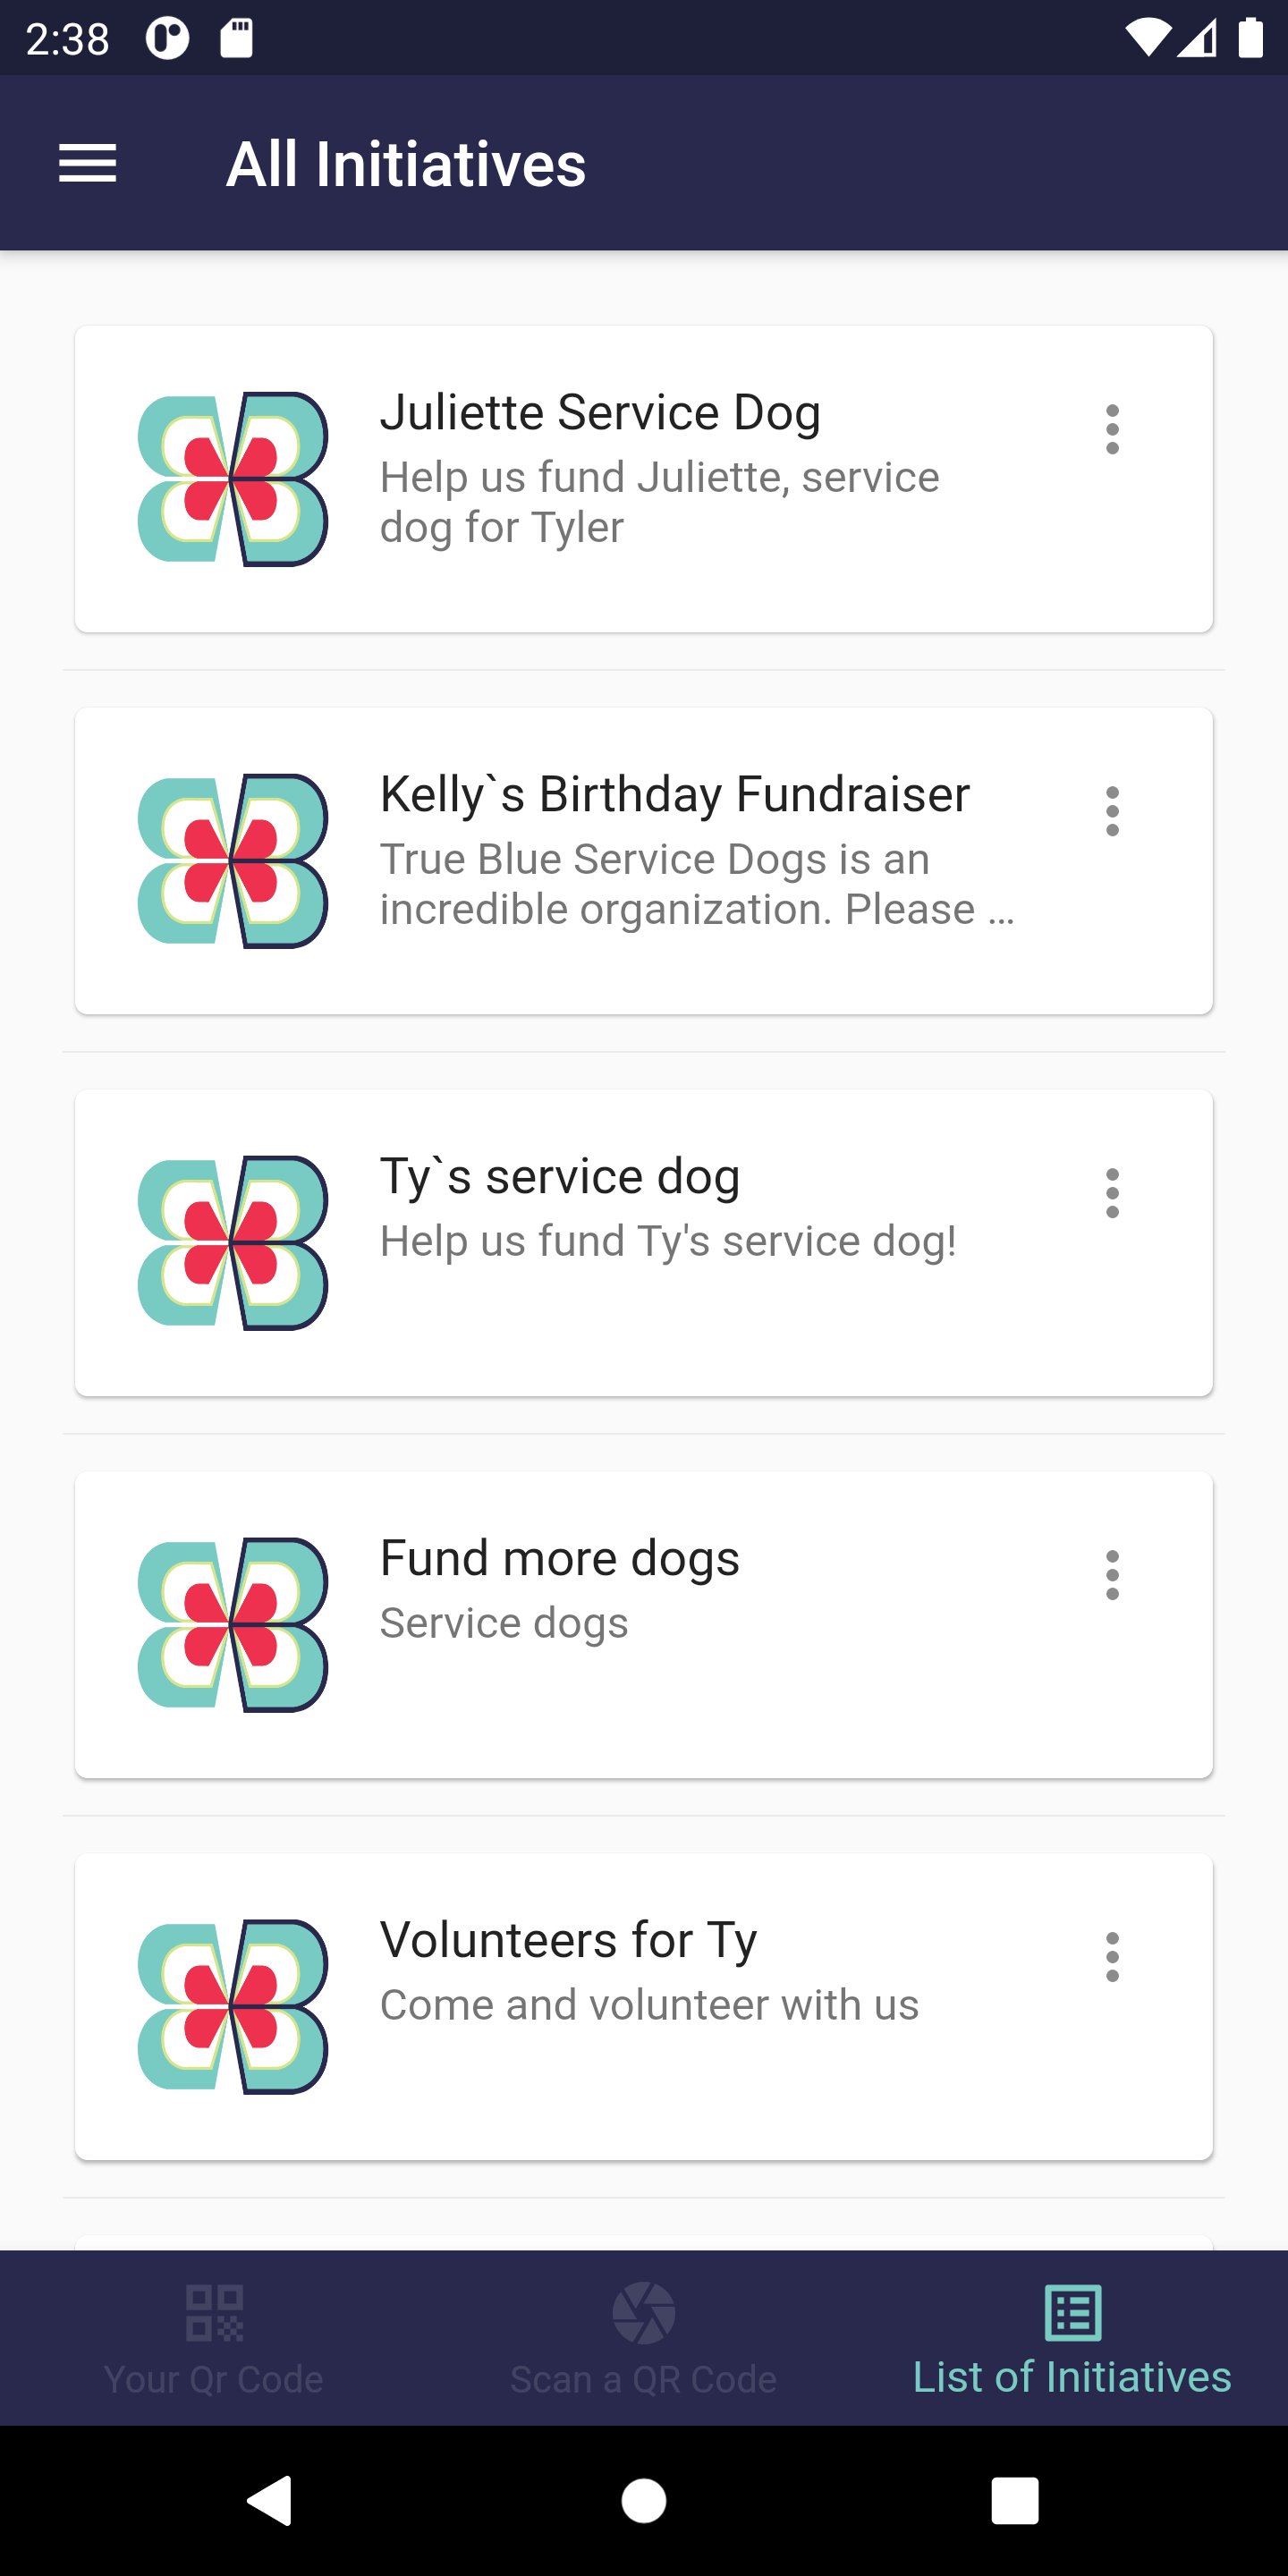 2:38
All Initiatives
Juliette Service Dog
Help us fund Juliette, service
dog for Tyler
Kelly`s Birthday Fundraiser
True Blue Service Dogs is an
incredible organization. Please ...
Ty`s service dog
Help us fund Ty's service dog!
Fund more dogs
Service dogs
Volunteers for Ty
Come and volunteer with us
Your Qr Code
Scan a QR Code
List of Initiatives